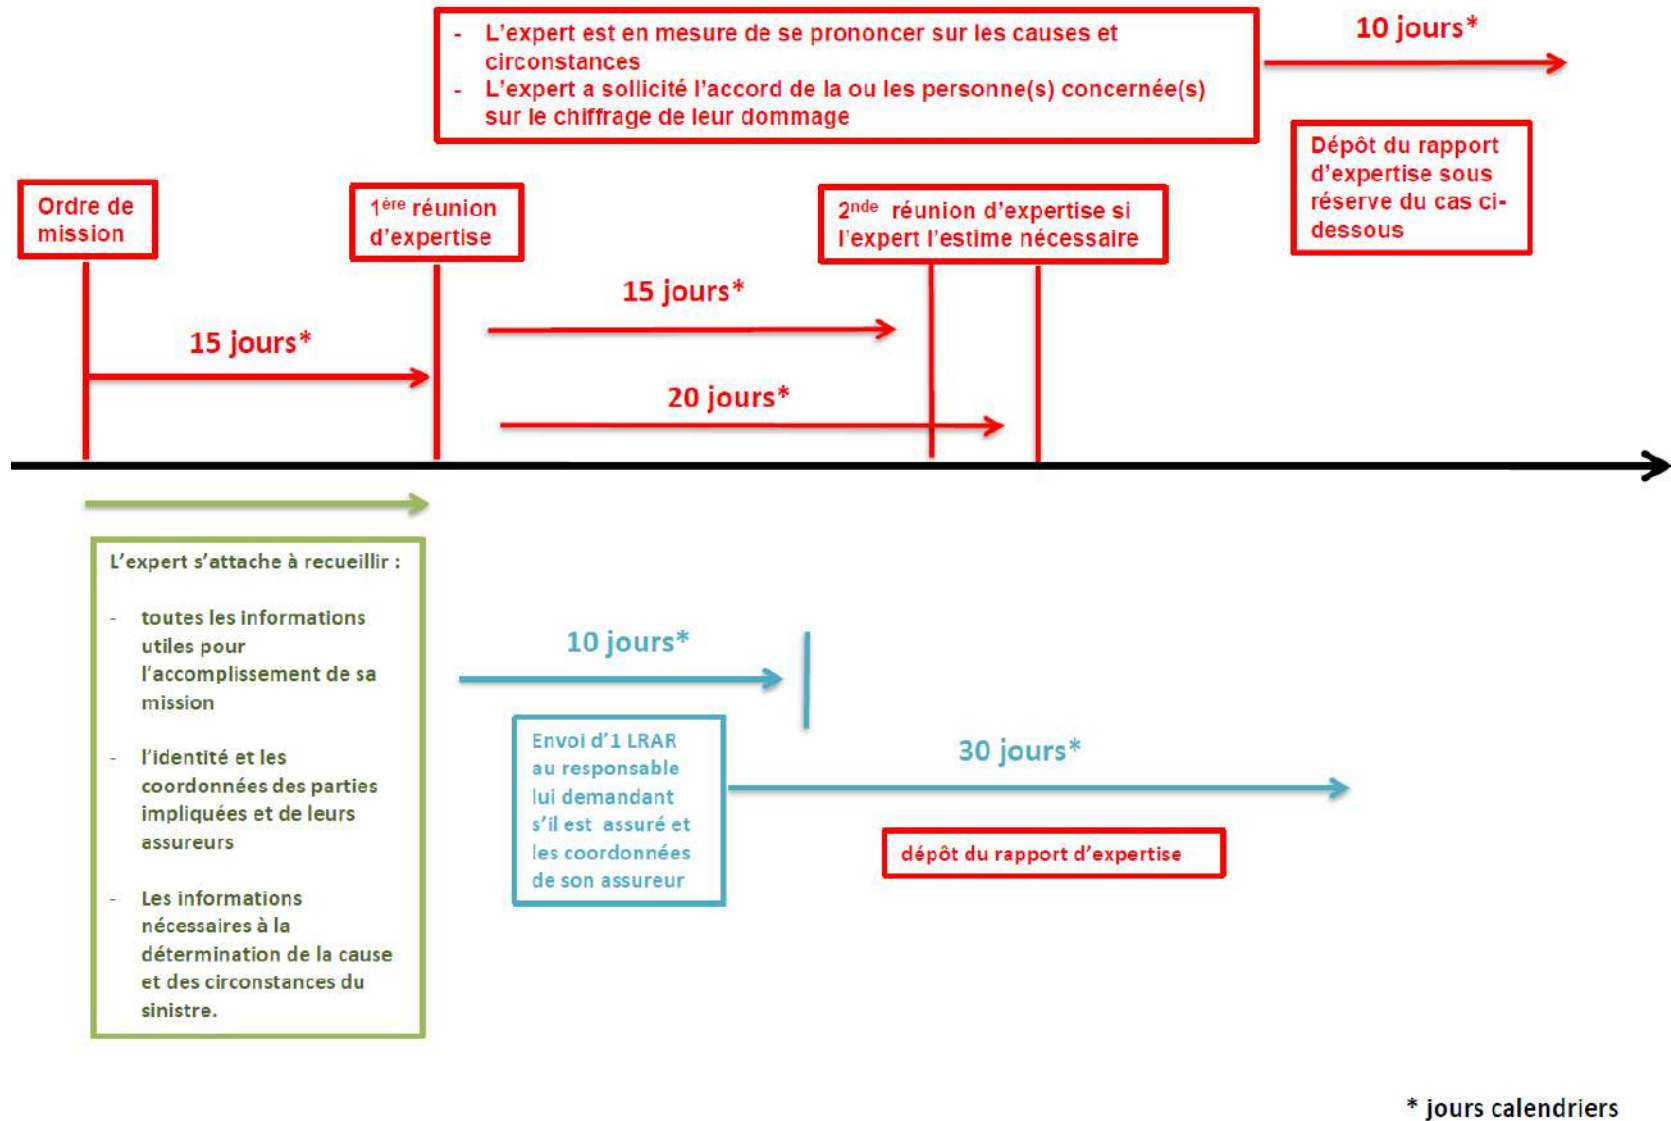 - L'expert est en mesure de se prononcer sur les causes et
circonstances
- L'expert a sollicité l'accord de la ou les personne(s) concernée(s)
sur le chiffrage de leur dommage
10 jours*
Dépôt du rapport
d'expertise sous
réserve du cas ci-
dessous
Ordre de
mission
1ère réunion
d'expertise
2nde réunion d'expertise si
l'expert l'estime nécessaire
15 jours*
15 jours*
20 jours*
L'expert s'attache à recueillir :
- toutes les informations
utiles pour
l'accomplissement de sa
mission
- l'identité et les
coordonnées des parties
impliquées et de leurs
assureurs
- Les informations
nécessaires à la
détermination de la cause
et des circonstances du
sinistre.
10 jours*
Envoi d'1 LRAR
au responsable
lui demandant
s'il est assuré et
les coordonnées
de son assureur
30 jours*
dépôt du rapport d'expertise
* jours calendriers